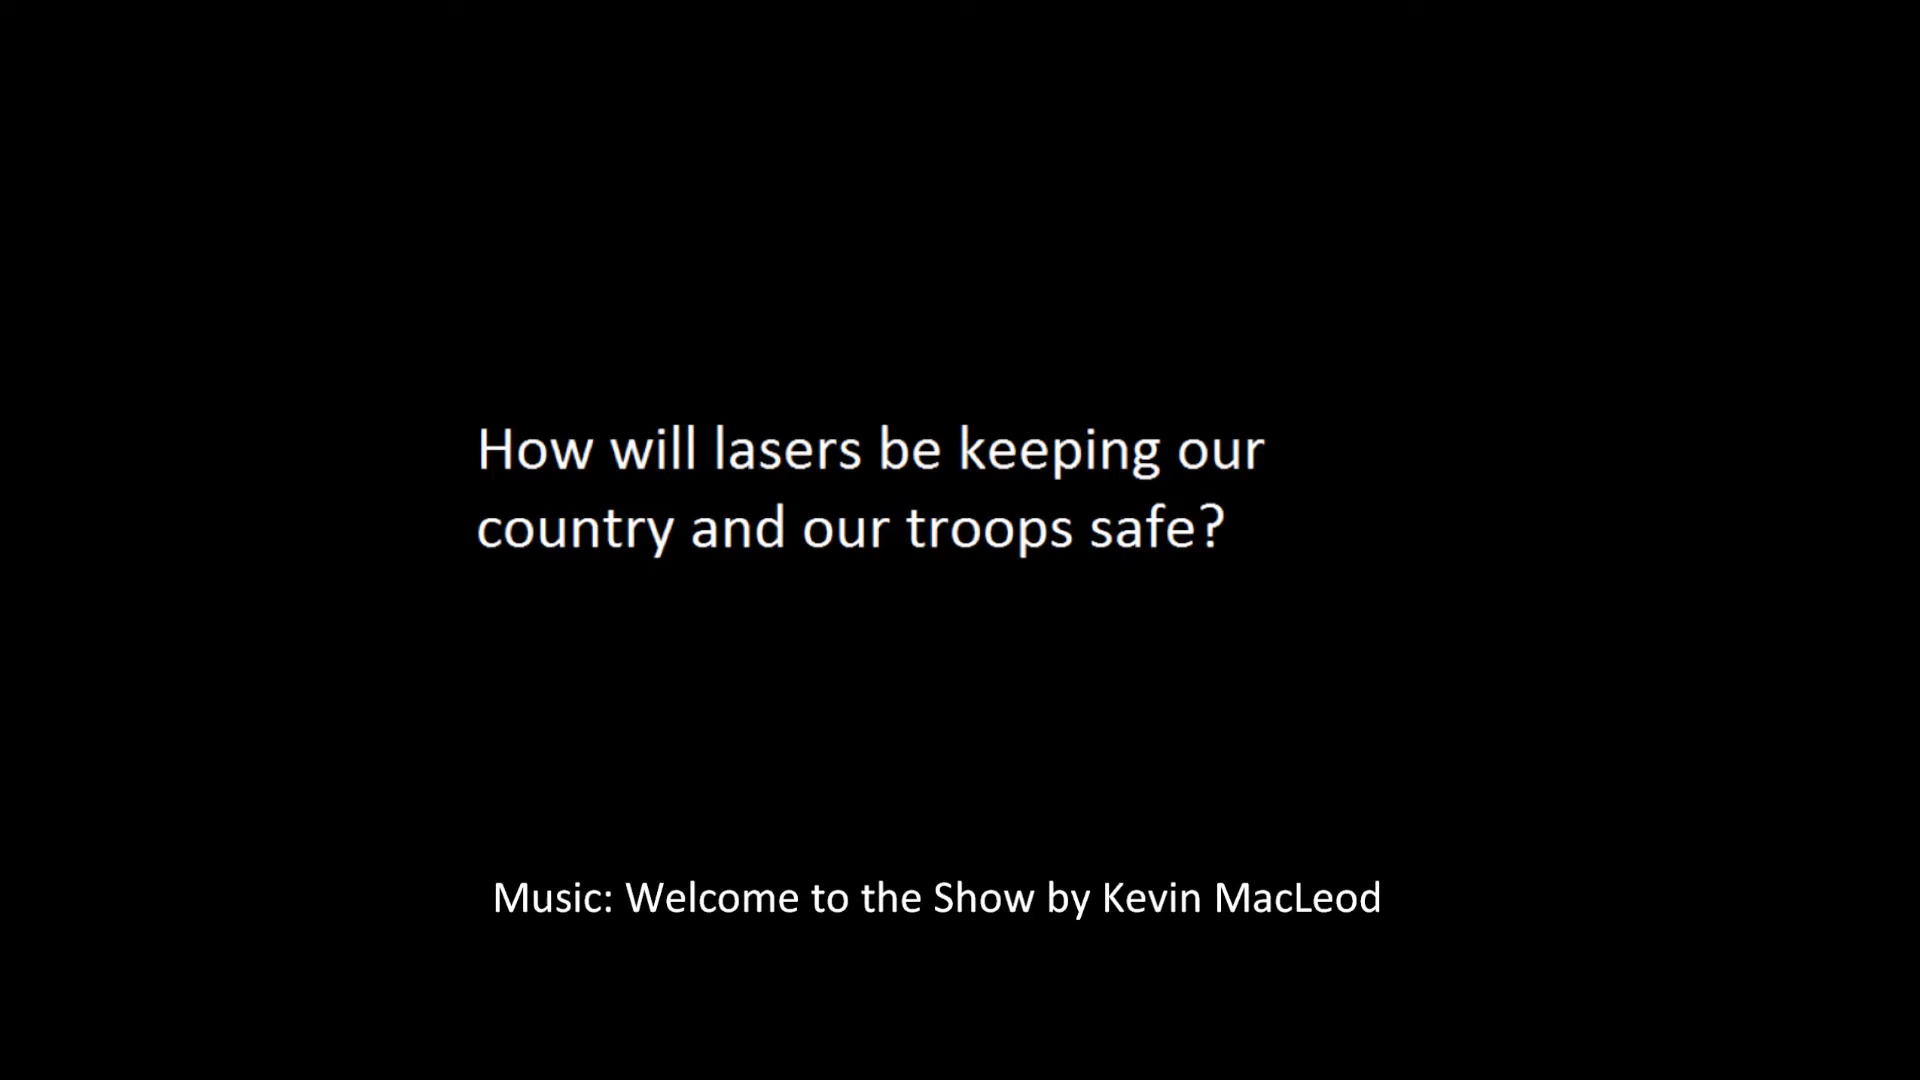 How will lasers be keeping our
country and our troops safe?
Music: Welcome to the Show by Kevin MacLeod